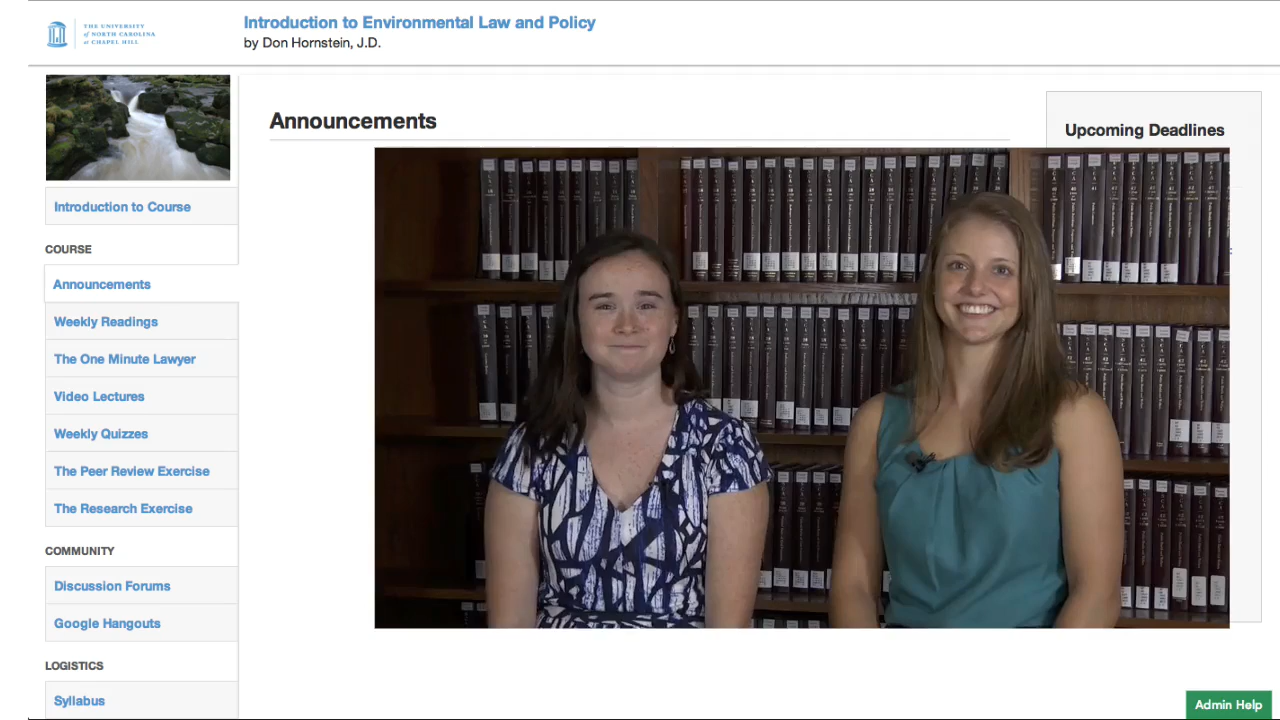 THE UNIVERSITY
of NORTH CAROLINA
at CHAPEL HILL
Introduction to Environmental Law and Policy
by Don Hornstein, J.D.
Introduction to Course
COURSE
Announcements
Weekly Readings
The One Minute Lawyer
Video Lectures
Weekly Quizzes
The Peer Review Exercise
The Research Exercise
COMMUNITY
Discussion Forums
Google Hangouts
LOGISTICS
Syllabus
Announcements
Upcoming Deadlines
Admin Help